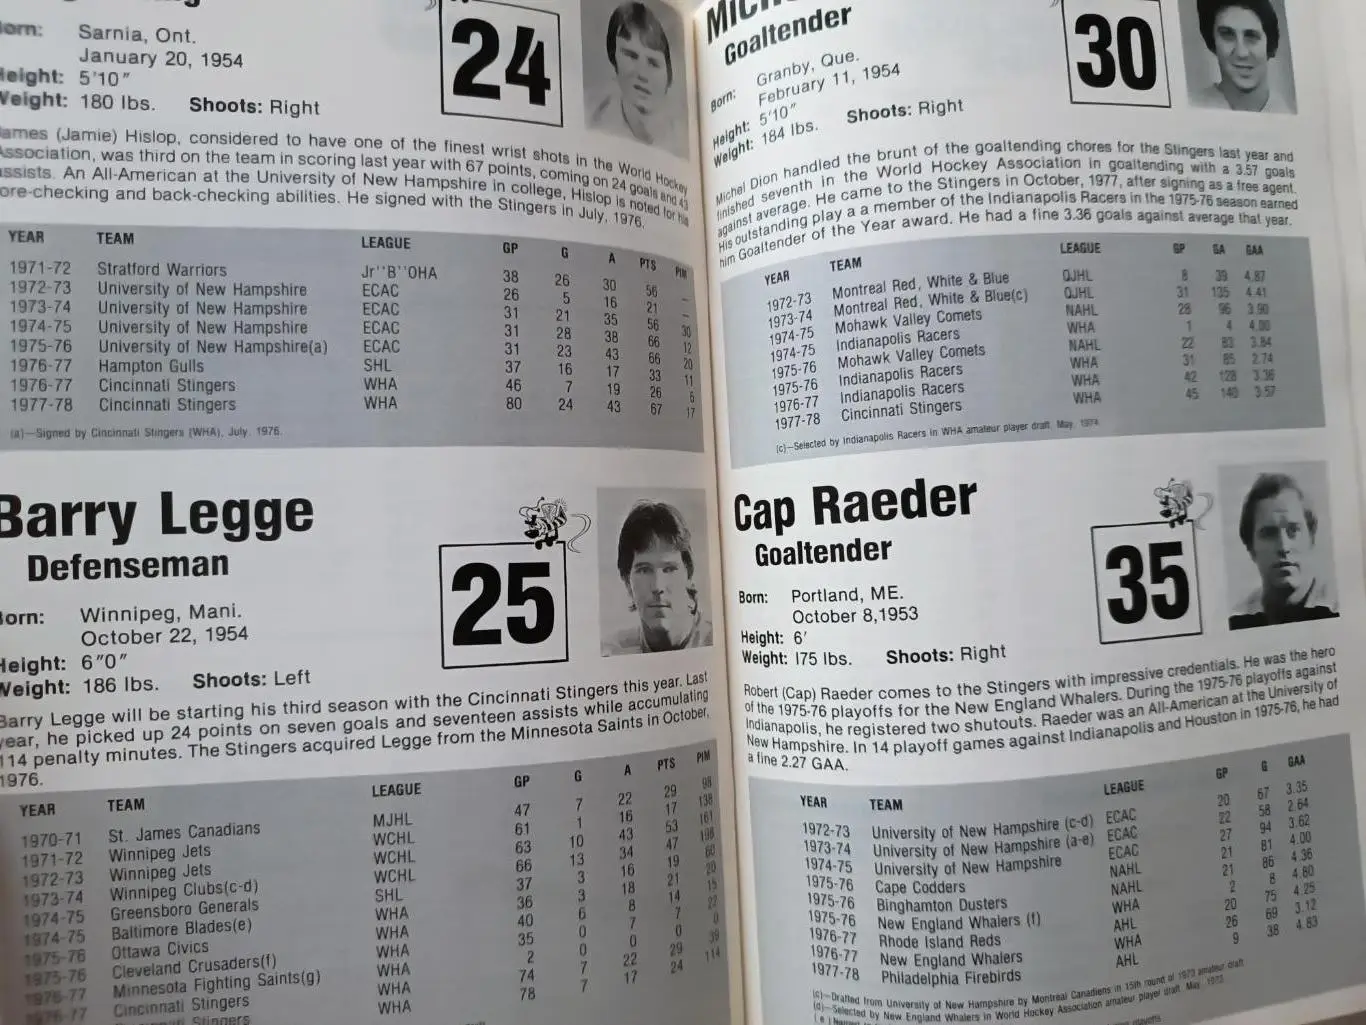 Born: Sarnia, Ont.
January 20, 1954
Height: 5'10"
Weight: 180 lbs. Shoots: Right
24
James (Jamie) Hislop, considered to have one of the finest wrist shots in the World Hockey
Association, was third on the team in scoring last year with 67 points, coming on 24 goals and 43
assists. An All-American at the University of New Hampshire in college, Hislop is noted for his
fore-checking and back-checking abilities. He signed with the Stingers in July, 1976.
YEAR TEAM LEAGUE GP G A PTS PIM
1971-72 Stratford Warriors Jr"B"OHA 38 26 30 56 —
1972-73 University of New Hampshire ECAC 26 5 16 21 —
1973-74 University of New Hampshire ECAC 31 21 35 56 30
1974-75 University of New Hampshire ECAC 31 28 38 66 12
1975-76 University of New Hampshire(a) ECAC 31 23 43 66 20
1976-77 Hampton Gulls SHL 37 16 17 33 11
1976-77 Cincinnati Stingers WHA 46 7 19 26 6
1977-78 Cincinnati Stingers WHA 80 24 43 67 17
(a)—Signed by Cincinnati Stingers (WHA), July, 1976.
Barry Legge
Defenseman
25
Born: Winnipeg, Mani.
October 22, 1954
Height: 6"0"
Weight: 186 lbs. Shoots: Left
Barry Legge will be starting his third season with the Cincinnati Stingers this year. Last
year, he picked up 24 points on seven goals and seventeen assists while accumulating
114 penalty minutes. The Stingers acquired Legge from the Minnesota Saints in October,
1976.
YEAR TEAM LEAGUE GP G A PTS PIM
1970-71 St. James Canadians MJHL 47 7 22 29 98
1971-72 Winnipeg Jets WCHL 61 1 16 17 138
1972-73 Winnipeg Jets WCHL 63 10 43 53 161
1973-74 Winnipeg Clubs(c-d) WCHL 66 13 34 47 198
1974-75 Greensboro Generals SHL 37 3 16 19 60
1974-75 Baltimore Blades(e) WHA 36 3 18 21 20
1975-76 Ottawa Civics WHA 40 6 8 14 15
1975-76 Cleveland Crusaders(f) WHA 35 0 7 7 22
1976-77 Minnesota Fighting Saints(g) WHA 2 0 0 0 0
1976-77 Cincinnati Stingers WHA 74 7 22 29 39
Stingers WHA 78 7 17 24 114
Goaltender
30
Born: Granby, Que.
February 11, 1954
Height: 5'10"
Weight: 184 lbs. Shoots: Right
Michel Dion handled the brunt of the goaltending chores for the Stingers last year and
finished seventh in the World Hockey Association in goaltending with a 3.57 goals
against average. He came to the Stingers in October, 1977, after signing as a free agent.
His outstanding play a a member of the Indianapolis Racers in the 1975-76 season earned
him Goaltender of the Year award. He had a fine 3.36 goals against average that year.
YEAR TEAM LEAGUE GP GA GAA
1972-73 Montreal Red, White & Blue QJHL 8 39 4.87
1973-74 Montreal Red, White & Blue(c) QJHL 31 135 4.41
1974-75 Mohawk Valley Comets NAHL 28 96 3.90
1974-75 Indianapolis Racers WHA 1 4 4.00
1975-76 Mohawk Valley Comets NAHL 22 83 3.84
1975-76 Indianapolis Racers WHA 31 85 2.74
1976-77 Indianapolis Racers WHA 42 128 3.36
1977-78 Cincinnati Stingers WHA 45 140 3.57
(c)—Selected by Indianapolis Racers in WHA amateur player draft. May, 1974
Cap Raeder
Goaltender
35
Born: Portland, ME.
October 8,1953
Height: 6'
Weight: 175 lbs. Shoots: Right
Robert (Cap) Raeder comes to the Stingers with impressive credentials. He was the hero
of the 1975-76 playoffs for the New England Whalers. During the 1975-76 playoffs against
Indianapolis, he registered two shutouts. Raeder was an All-American at the University of
New Hampshire. In 14 playoff games against Indianapolis and Houston in 1975-76, he had
a fine 2.27 GAA.
YEAR TEAM LEAGUE GP G GAA
1972-73 University of New Hampshire (c-d) ECAC 20 67 3.35
1973-74 University of New Hampshire (a-e) ECAC 22 58 2.64
1974-75 University of New Hampshire ECAC 27 94 3.62
1975-76 Cape Codders NAHL 21 81 4.00
1975-76 Binghamton Dusters NAHL 21 86 4.36
1975-76 New England Whalers (f) WHA 2 8 4.80
1976-77 Rhode Island Reds AHL 20 75 4.25
1976-77 New England Whalers WHA 26 69 3.12
1977-78 Philadelphia Firebirds AHL 9 38 4.83
(c)—Drafted from University of New Hampshire by Montreal Canadiens in 15th round of 1973 amateur draft
(d)—Selected by New England Whalers in World Hockey Association amateur player draft. May, 1973